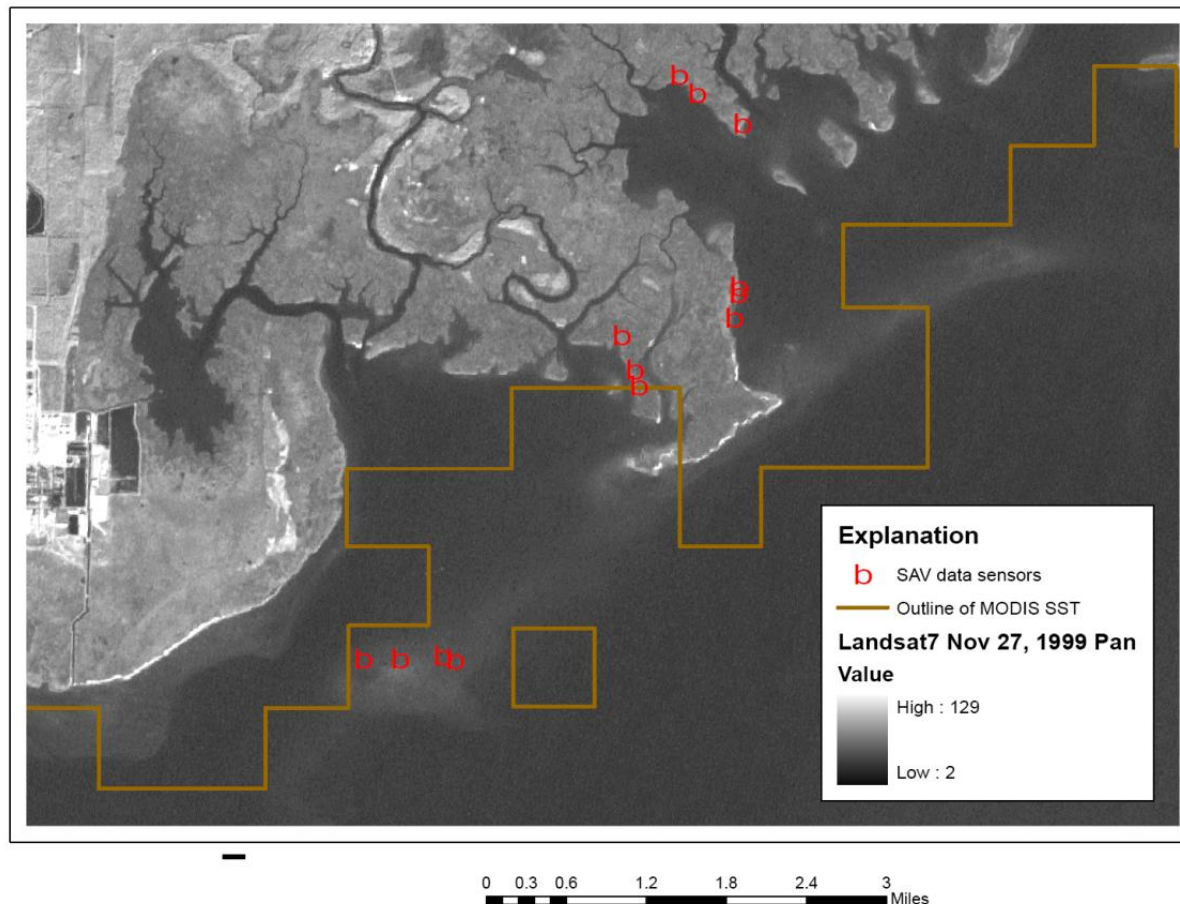 b
b
b
b
b
b
b
b
b
b b b b
Explanation
b SAV data sensors
Outline of MODIS SST
Landsat7 Nov 27, 1999 Pan
Value
High : 129
Low : 2
0 0.3 0.6 1.2 1.8 2.4 3
Miles